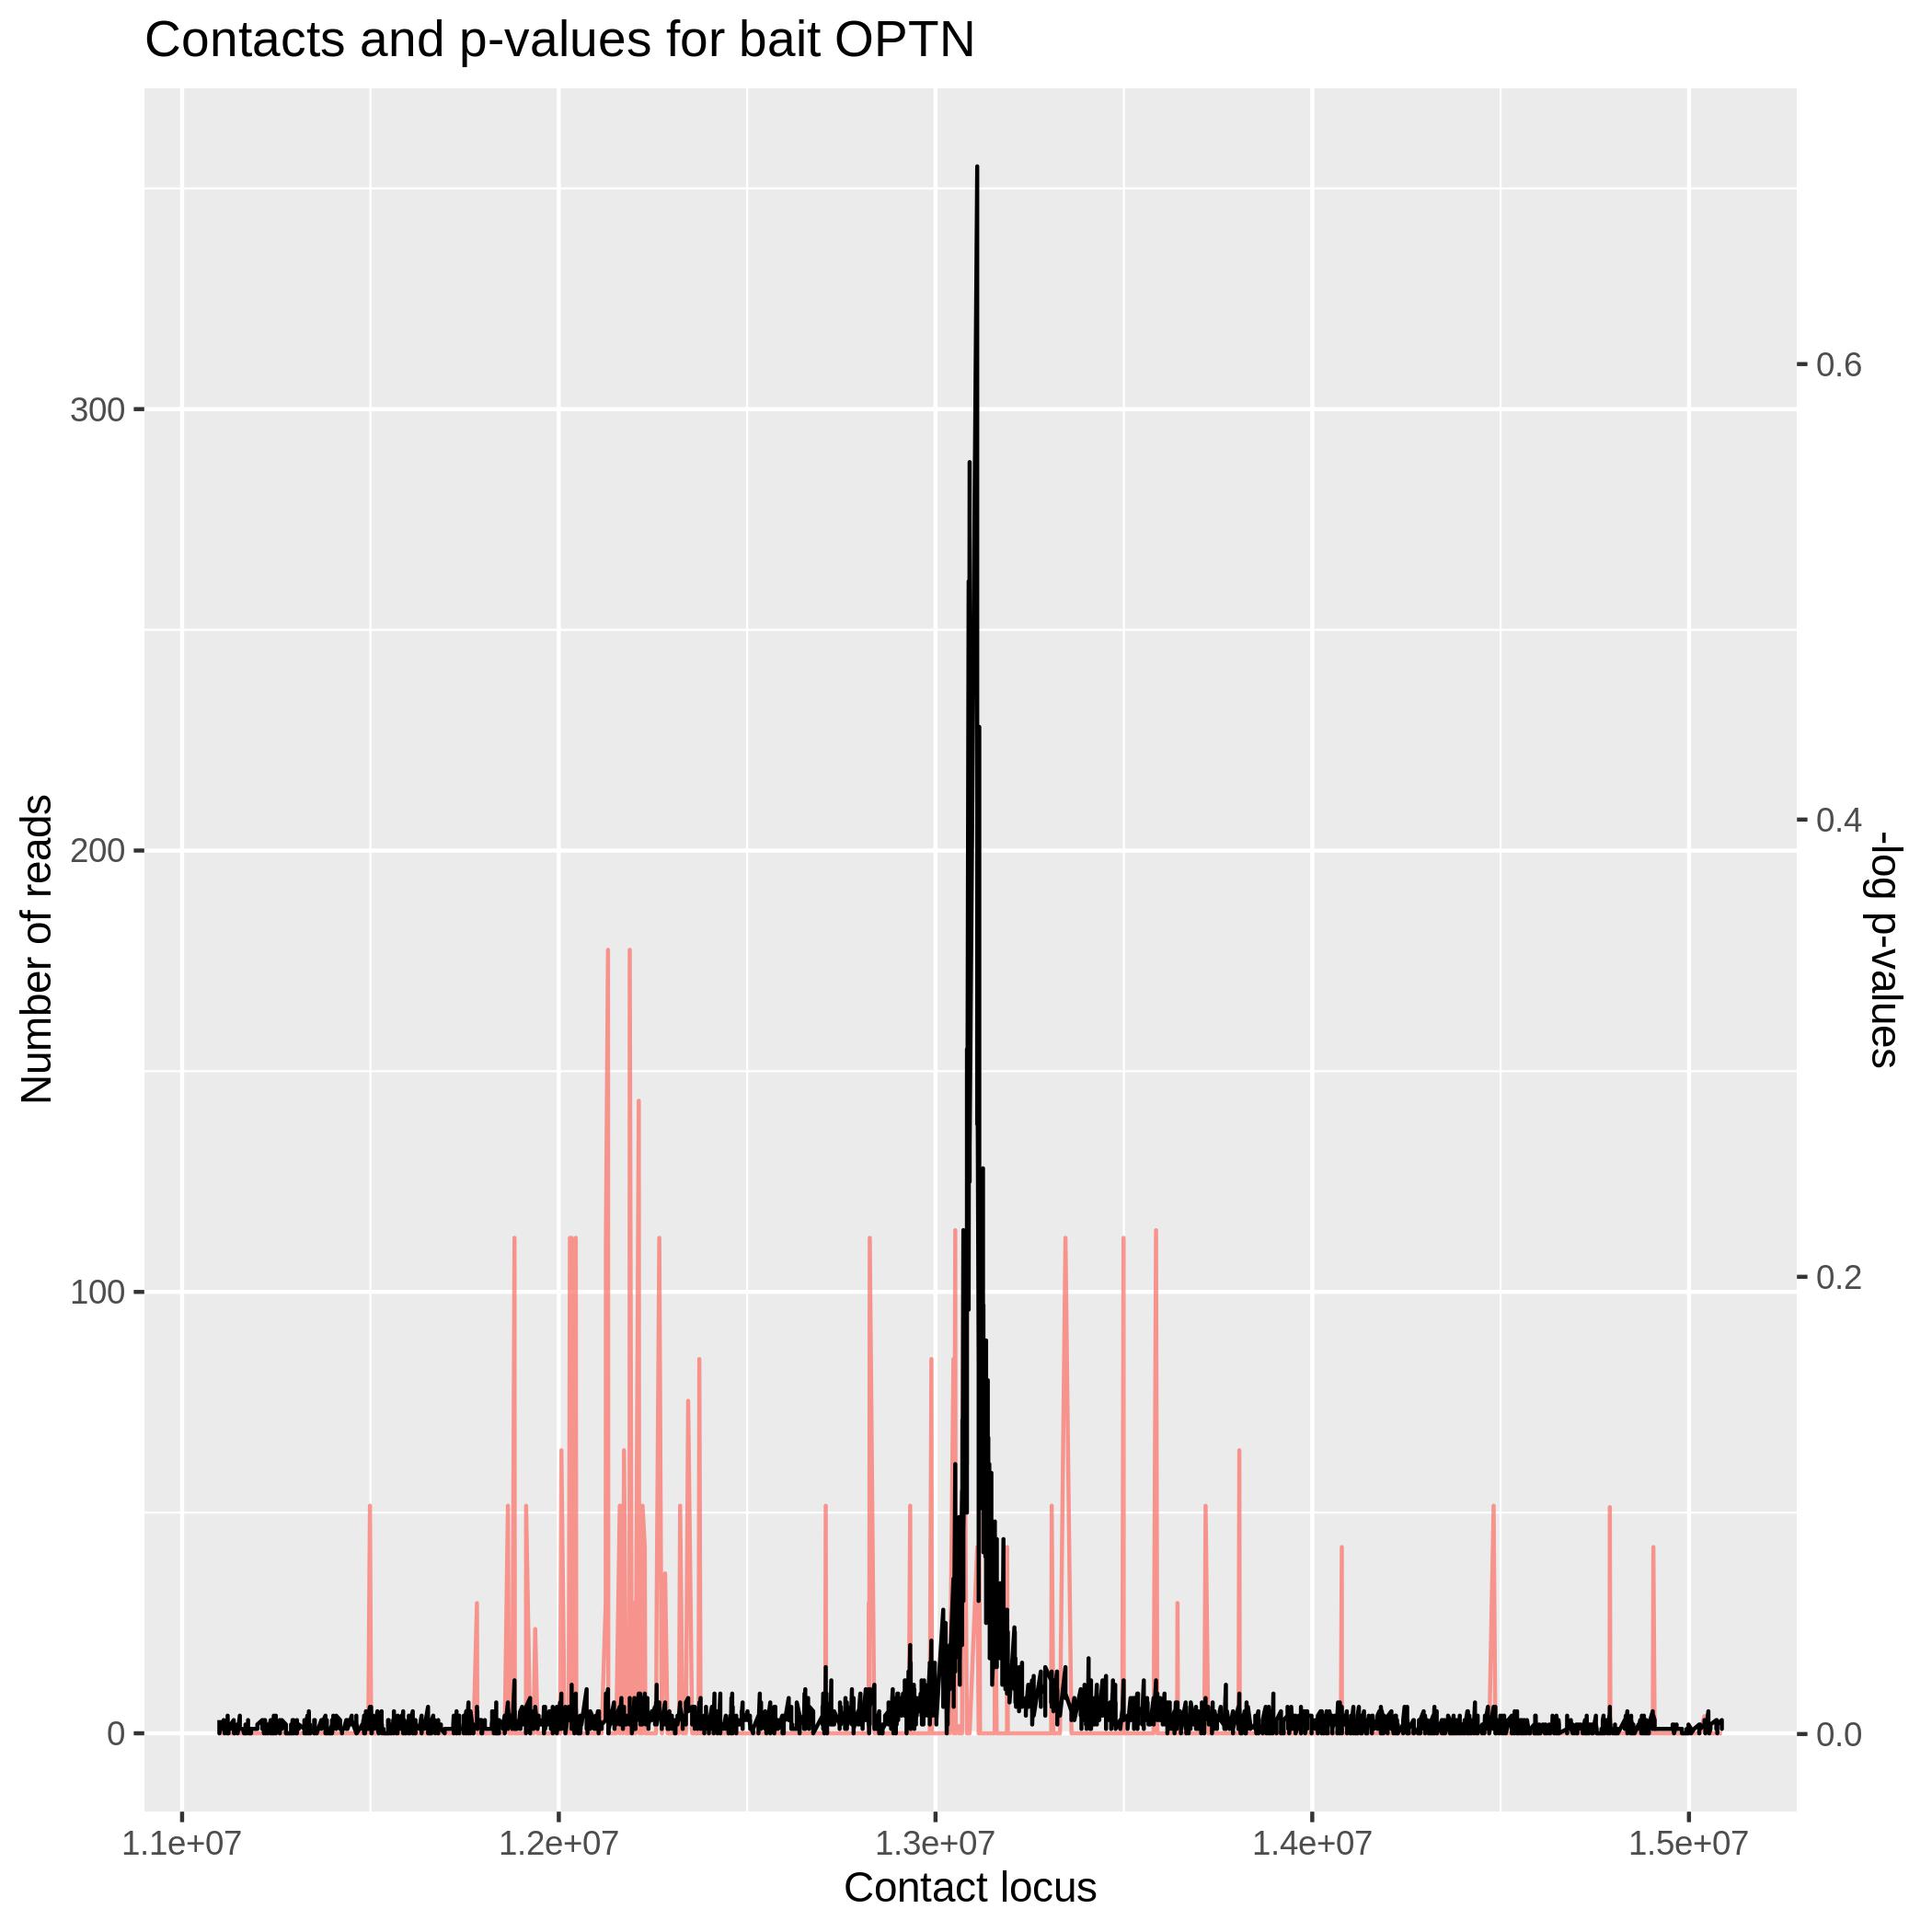 Contacts and p-values for bait OPTN
Number of reads
300
200
100
0
0.6
0.4
0.2
0.0
-log p-values
1.1e+07
1.2e+07
1.3e+07
1.4e+07
1.5e+07
Contact locus